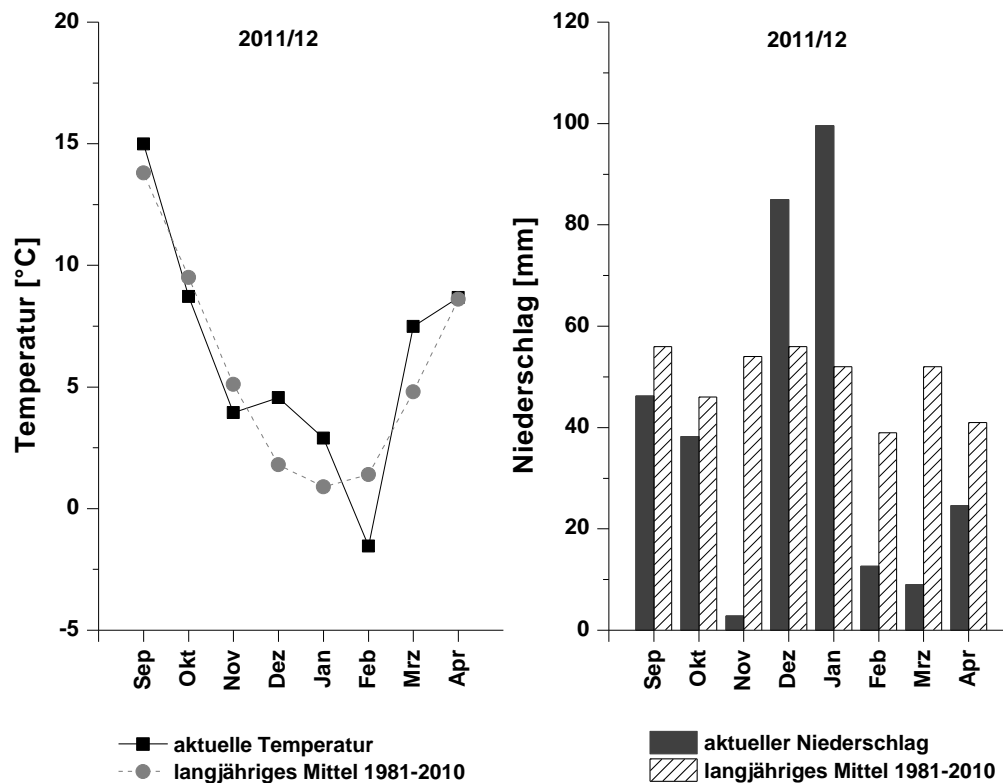 2011/12
Temperatur [°C]
20
15
10
5
0
-5
Sep Okt Nov Dez Jan Feb Mrz Apr
aktuelle Temperatur
langjähriges Mittel 1981-2010
2011/12
Niederschlag [mm]
120
100
80
60
40
20
0
Sep Okt Nov Dez Jan Feb Mrz Apr
aktueller Niederschlag
langjähriges Mittel 1981-2010